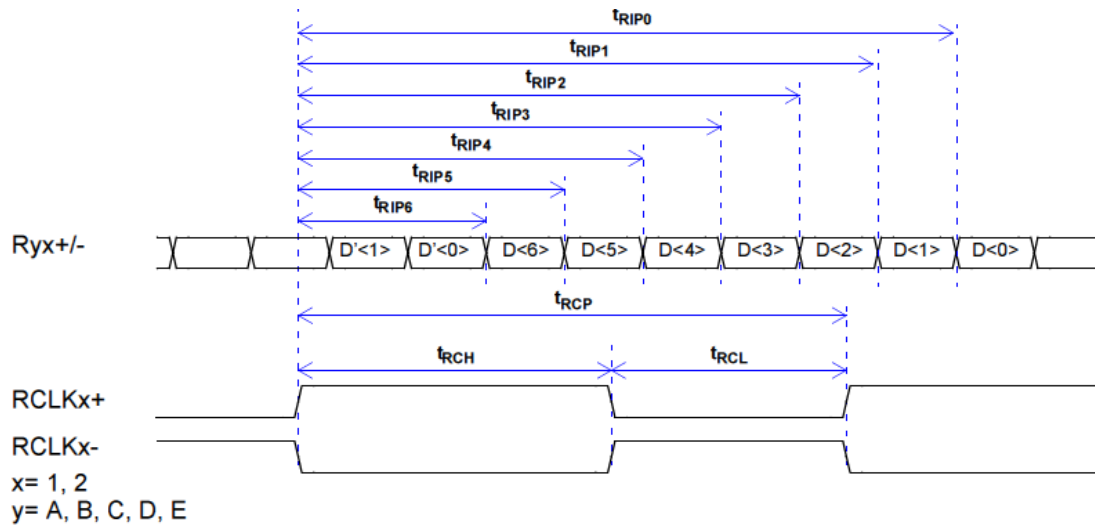 tRIP0
tRIP1
tRIP2
tRIP3
tRIP4
tRIP5
tRIP6
Ryx+/- D'<1> D'<0> D<6> D<5> D<4> D<3> D<2> D<1> D<0>
tRCP
tRCH tRCL
RCLKx+
RCLKx-
x= 1, 2
y= A, B, C, D, E